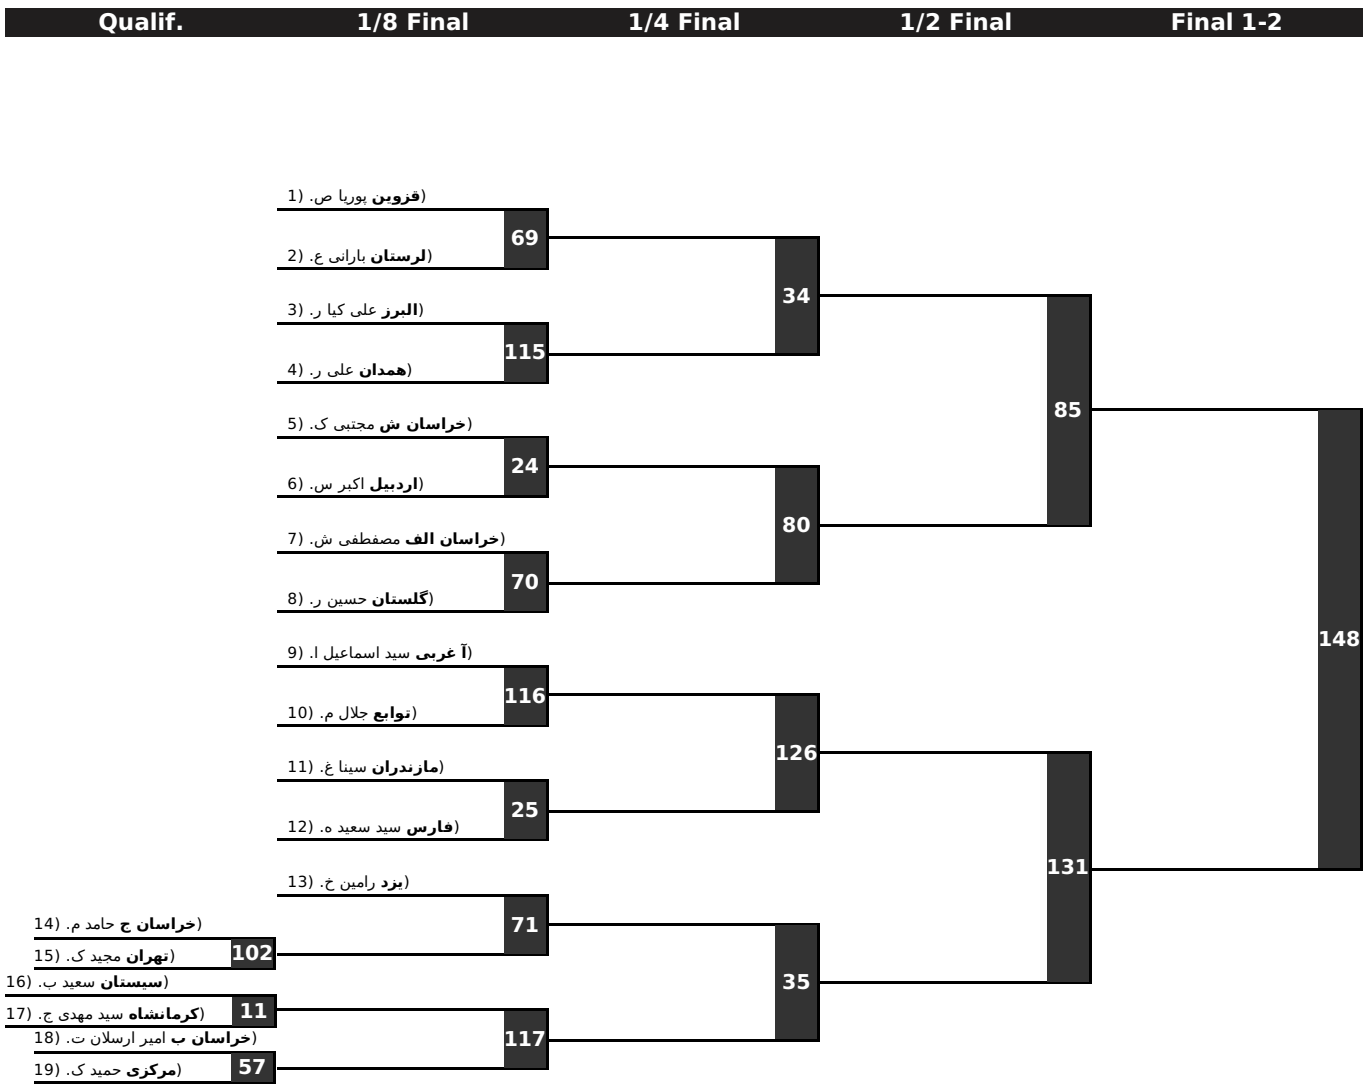 Qualif. 1/8 Final 1/4 Final 1/2 Final Final 1-2
1) پوریا ص. (قزوین)
69
2) بارانی ع. (لرستان)
34
3) علی کیا ر. (البرز)
115
4) علی ر. (همدان)
85
5) مجتبی ک. (خراسان ش)
24
6) اکبر س. (اردبیل)
80
7) مصفطفی ش. (خراسان الف)
70
8) حسین ر. (گلستان)
148
9) سید اسماعیل ا. (آ غربی)
116
10) جلال م. (توابع)
126
11) سینا غ. (مازندران)
25
12) سید سعید ه. (فارس)
131
13) رامین خ. (یزد)
71
14) حامد م. (خراسان ج)
102
15) مجید ک. (تهران)
35
16) سعید ب. (سیستان)
11
17) سید مهدی ج. (کرمانشاه)
117
18) امیر ارسلان ت. (خراسان ب)
57
19) حمید ک. (مرکزی)